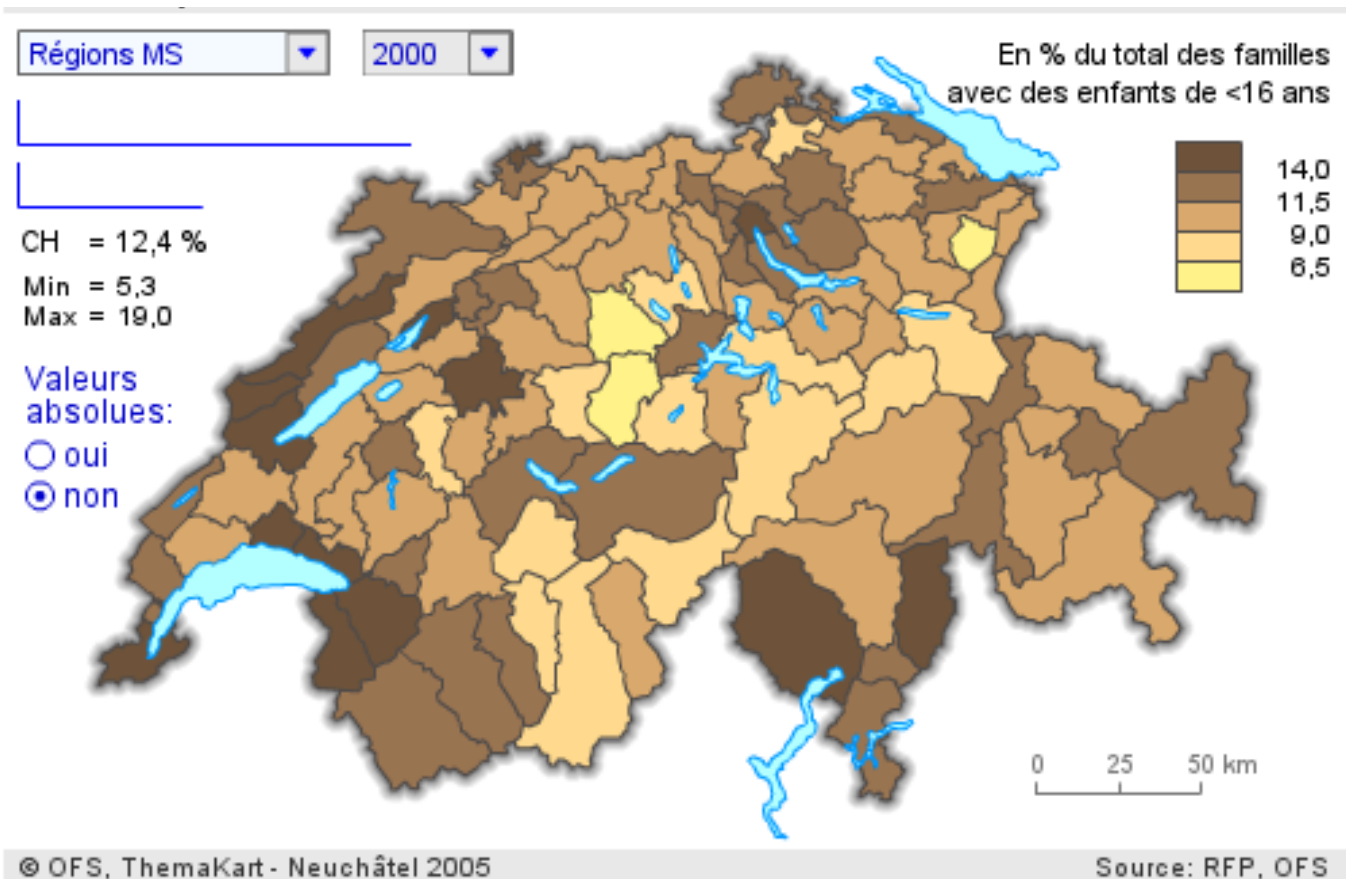 Régions MS
2000
En % du total des familles
avec des enfants de <16 ans
14,0
11,5
9,0
6,5
CH = 12,4 %
Min = 5,3
Max = 19,0
Valeurs
absolues:
oui
non
0 25 50 km
© OFS, ThemaKart - Neuchâtel 2005
Source: RFP, OFS